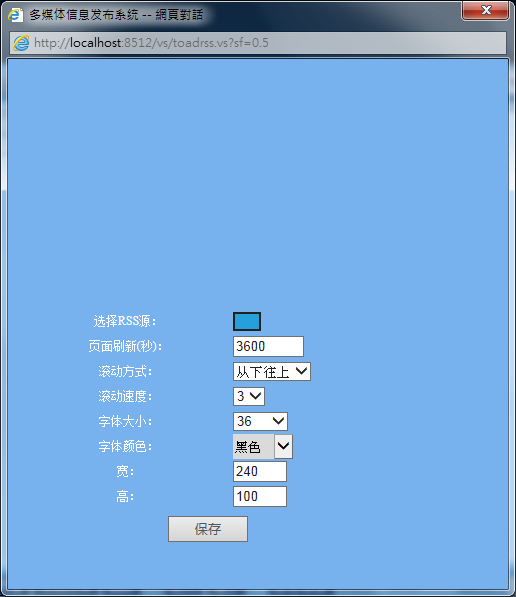 多媒体信息发布系统 -- 網頁對話
http://localhost:8512/vs/toadrss.vs?sf=0.5
选择RSS源:
页面刷新(秒): 3600
滚动方式: 从下往上
滚动速度: 3
字体大小: 36
字体颜色: 黑色
宽: 240
高: 100
保存